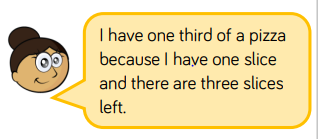 I have one third of a pizza
because I have one slice
and there are three slices
left.